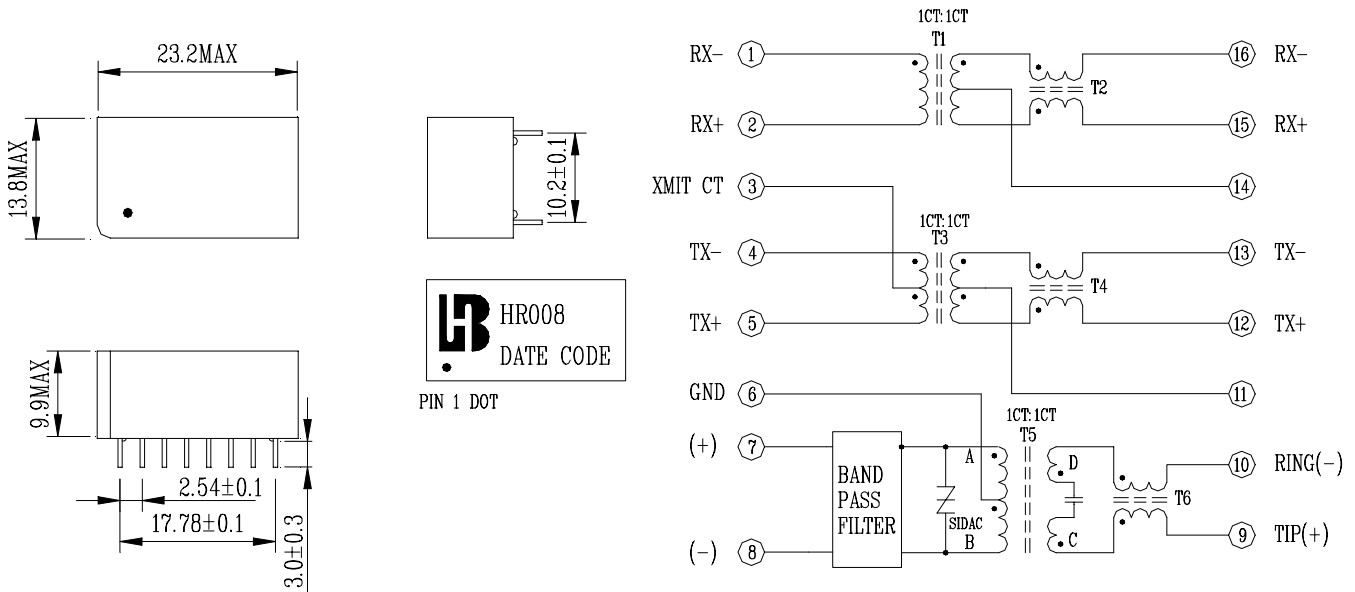 23.2MAX
13.8MAX
10.2±0.1
HR008
DATE CODE
PIN 1 DOT
9.9MAX
2.54±0.1
17.78±0.1
3.0±0.3
1CT:1CT
T1
RX- 1
16 RX-
T2
RX+ 2
15 RX+
XMIT CT 3
14
1CT:1CT
T3
TX- 4
13 TX-
T4
TX+ 5
12 TX+
GND 6
11
1CT:1CT
T5
(+) 7
A
D
BAND
PASS
FILTER
10 RING(-)
T6
SIDAC
B
C
9 TIP(+)
(-) 8